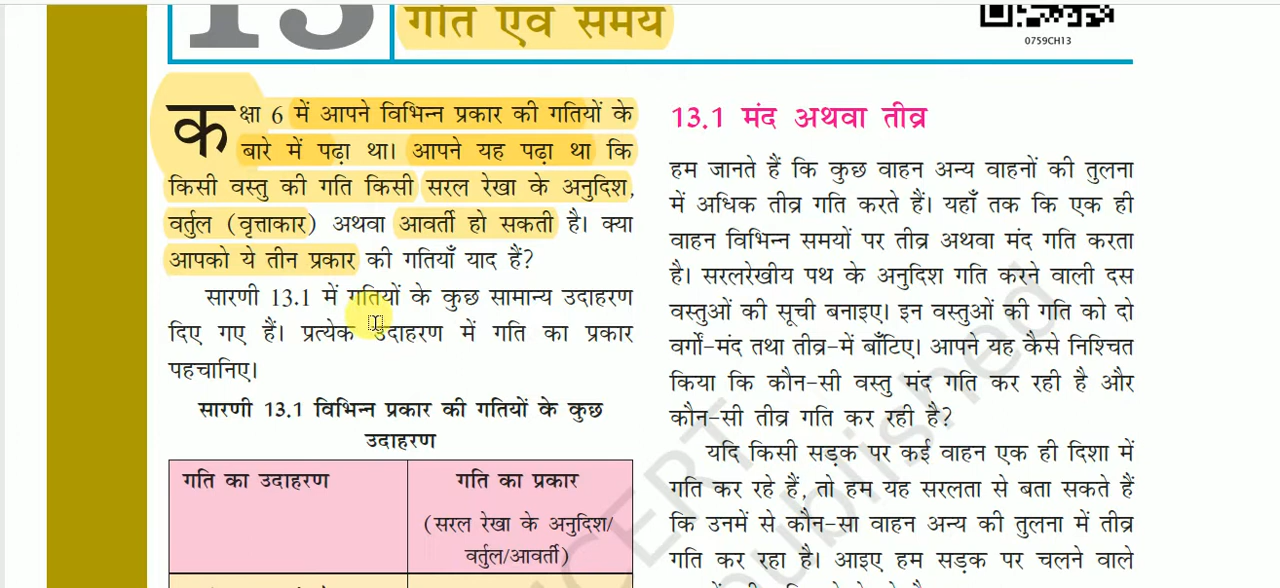 13
गति एवं समय
0759CH13
कक्षा 6 में आपने विभिन्न प्रकार की गतियों के
बारे में पढ़ा था। आपने यह पढ़ा था कि
किसी वस्तु की गति किसी सरल रेखा के अनुदिश,
वर्तुल (वृत्ताकार) अथवा आवर्ती हो सकती है। क्या
आपको ये तीन प्रकार की गतियाँ याद हैं?
सारणी 13.1 में गतियों के कुछ सामान्य उदाहरण
दिए गए हैं। प्रत्येक उदाहरण में गति का प्रकार
पहचानिए।
सारणी 13.1 विभिन्न प्रकार की गतियों के कुछ
उदाहरण
गति का उदाहरण
गति का प्रकार
(सरल रेखा के अनुदिश/
वर्तुल/आवर्ती)
13.1 मंद अथवा तीव्र
हम जानते हैं कि कुछ वाहन अन्य वाहनों की तुलना
में अधिक तीव्र गति करते हैं। यहाँ तक कि एक ही
वाहन विभिन्न समयों पर तीव्र अथवा मंद गति करता
है। सरलरेखीय पथ के अनुदिश गति करने वाली दस
वस्तुओं की सूची बनाइए। इन वस्तुओं की गति को दो
वर्गों-मंद तथा तीव्र-में बाँटिए। आपने यह कैसे निश्चित
किया कि कौन-सी वस्तु मंद गति कर रही है और
कौन-सी तीव्र गति कर रही है?
यदि किसी सड़क पर कई वाहन एक ही दिशा में
गति कर रहे हैं, तो हम यह सरलता से बता सकते हैं
कि उनमें से कौन-सा वाहन अन्य की तुलना में तीव्र
गति कर रहा है। आइए हम सड़क पर चलने वाले
NCERT
published